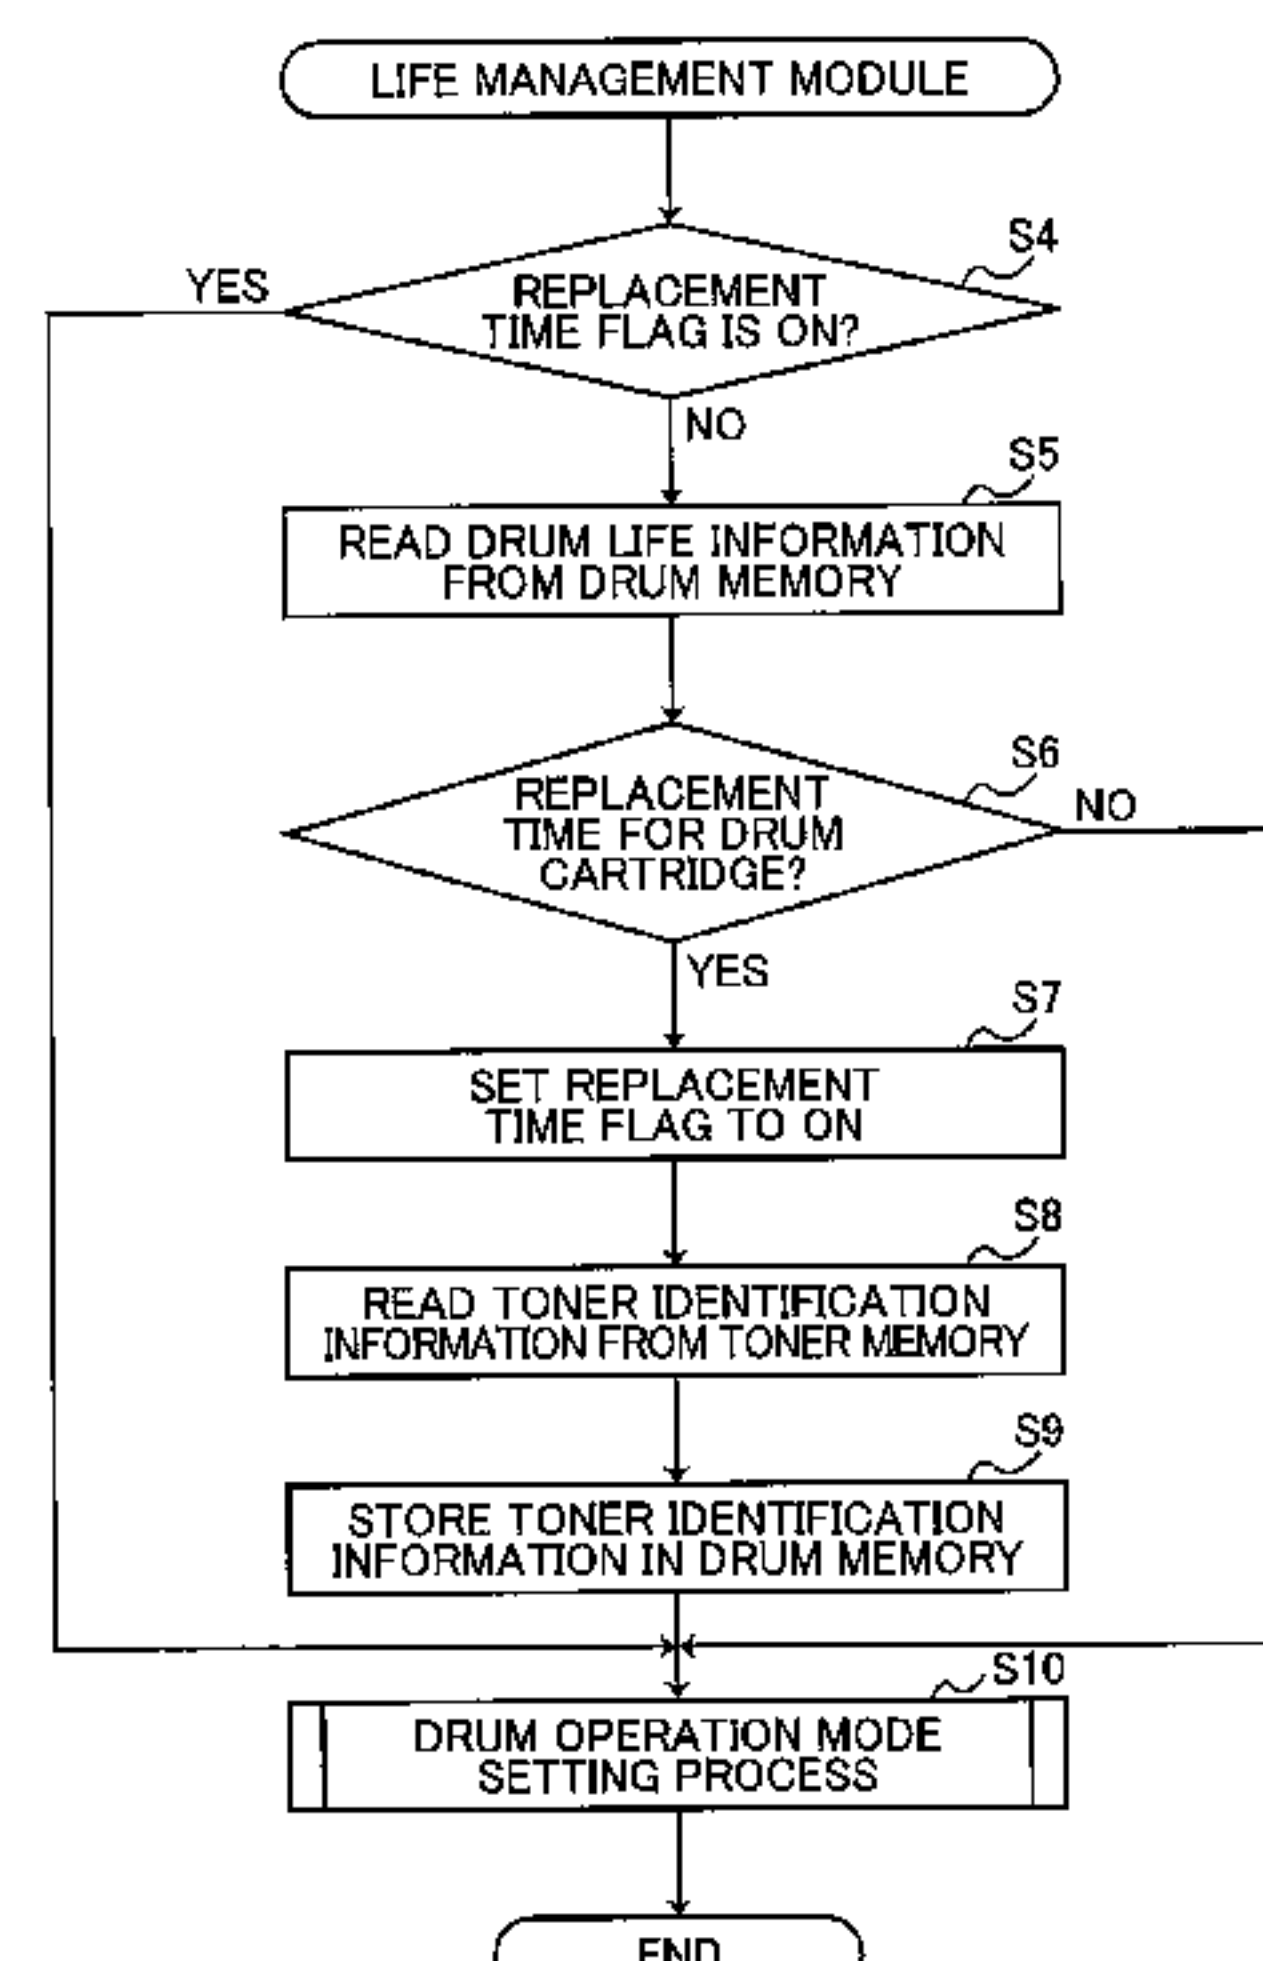 LIFE MANAGEMENT MODULE
S4
YES
REPLACEMENT
TIME FLAG IS ON?
NO
S5
READ DRUM LIFE INFORMATION
FROM DRUM MEMORY
S6
REPLACEMENT
TIME FOR DRUM
CARTRIDGE?
NO
YES
S7
SET REPLACEMENT
TIME FLAG TO ON
S8
READ TONER IDENTIFICATION
INFORMATION FROM TONER MEMORY
S9
STORE TONER IDENTIFICATION
INFORMATION IN DRUM MEMORY
S10
DRUM OPERATION MODE
SETTING PROCESS
END